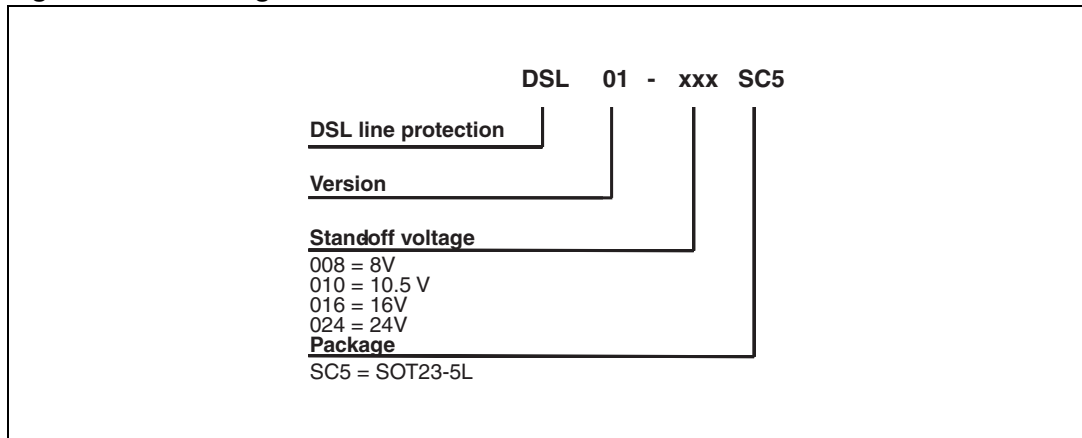 DSL 01 - xxx SC5
DSL line protection
Version
Standoff voltage
008 = 8V
010 = 10.5 V
016 = 16V
024 = 24V
Package
SC5 = SOT23-5L